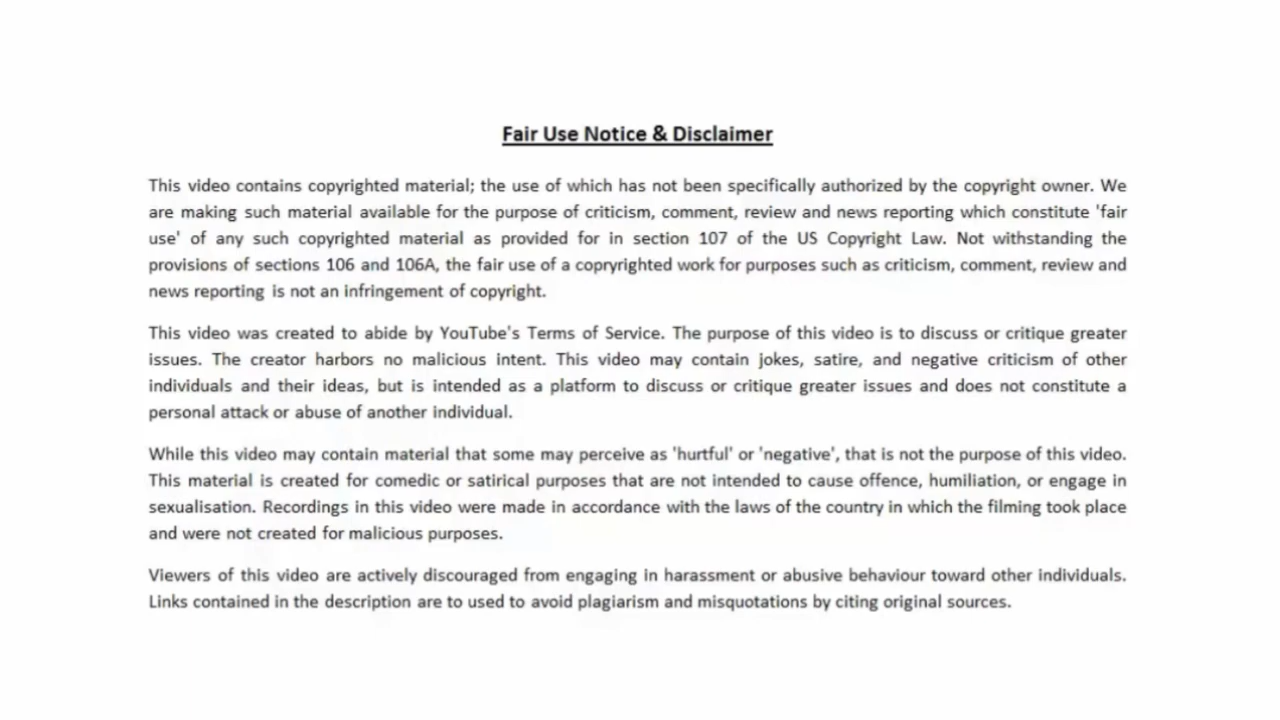 Fair Use Notice & Disclaimer
This video contains copyrighted material; the use of which has not been specifically authorized by the copyright owner. We
are making such material available for the purpose of criticism, comment, review and news reporting which constitute 'fair
use' of any such copyrighted material as provided for in section 107 of the US Copyright Law. Not withstanding the
provisions of sections 106 and 106A, the fair use of a copryrighted work for purposes such as criticism, comment, review and
news reporting is not an infringement of copyright.
This video was created to abide by YouTube's Terms of Service. The purpose of this video is to discuss or critique greater
issues. The creator harbors no malicious intent. This video may contain jokes, satire, and negative criticism of other
individuals and their ideas, but is intended as a platform to discuss or critique greater issues and does not constitute a
personal attack or abuse of another individual.
While this video may contain material that some may perceive as 'hurtful' or 'negative', that is not the purpose of this video.
This material is created for comedic or satirical purposes that are not intended to cause offence, humiliation, or engage in
sexualisation. Recordings in this video were made in accordance with the laws of the country in which the filming took place
and were not created for malicious purposes.
Viewers of this video are actively discouraged from engaging in harassment or abusive behaviour toward other individuals.
Links contained in the description are to used to avoid plagiarism and misquotations by citing original sources.